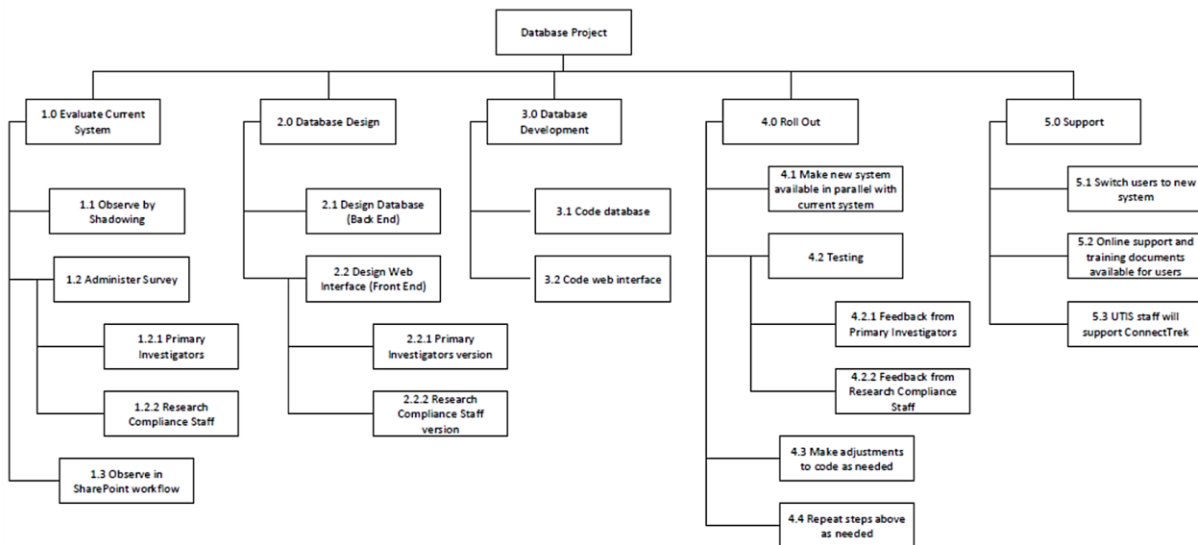 Database Project
1.0 Evaluate Current
System
1.1 Observe by
Shadowing
1.2 Administer Survey
1.2.1 Primary
Investigators
1.2.2 Research
Compliance Staff
1.3 Observe in
SharePoint workflow
2.0 Database Design
2.1 Design Database
(Back End)
2.2 Design Web
Interface (Front End)
2.2.1 Primary
Investigators version
2.2.2 Research
Compliance Staff
version
3.0 Database
Development
3.1 Code database
3.2 Code web interface
4.0 Roll Out
4.1 Make new system
available in parallel with
current system
4.2 Testing
4.2.1 Feedback from
Primary Investigators
4.2.2 Feedback from
Research Compliance
Staff
4.3 Make adjustments
to code as needed
4.4 Repeat steps above
as needed
5.0 Support
5.1 Switch users to new
system
5.2 Online support and
training documents
available for users
5.3 UTIS staff will
support ConnectTrek